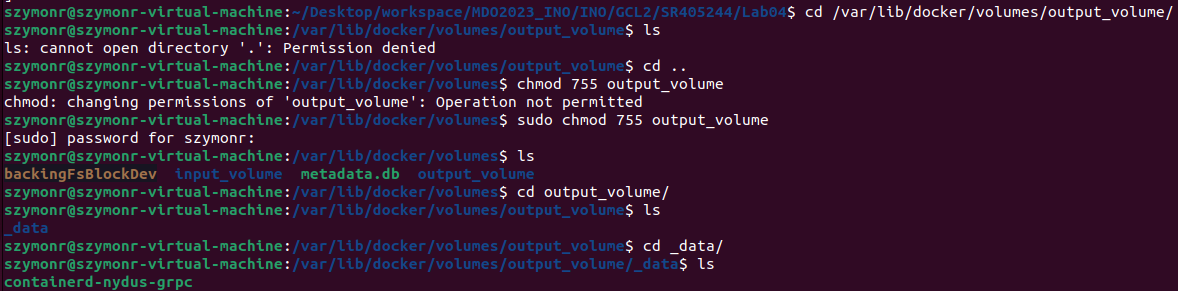 szymonr@szymonr-virtual-machine:~/Desktop/workspace/MDO2023_INO/INO/GCL2/SR405244/Lab04$ cd /var/lib/docker/volumes/output_volume/
szymonr@szymonr-virtual-machine:/var/lib/docker/volumes/output_volume$ ls
ls: cannot open directory '.': Permission denied
szymonr@szymonr-virtual-machine:/var/lib/docker/volumes/output_volume$ cd ..
szymonr@szymonr-virtual-machine:/var/lib/docker/volumes$ chmod 755 output_volume
chmod: changing permissions of 'output_volume': Operation not permitted
szymonr@szymonr-virtual-machine:/var/lib/docker/volumes$ sudo chmod 755 output_volume
[sudo] password for szymonr:
szymonr@szymonr-virtual-machine:/var/lib/docker/volumes$ ls
backingFsBlockDev  input_volume  metadata.db  output_volume
szymonr@szymonr-virtual-machine:/var/lib/docker/volumes$ cd output_volume/
szymonr@szymonr-virtual-machine:/var/lib/docker/volumes/output_volume$ ls
_data
szymonr@szymonr-virtual-machine:/var/lib/docker/volumes/output_volume$ cd _data/
szymonr@szymonr-virtual-machine:/var/lib/docker/volumes/output_volume/_data$ ls
containerd-nydus-grpc